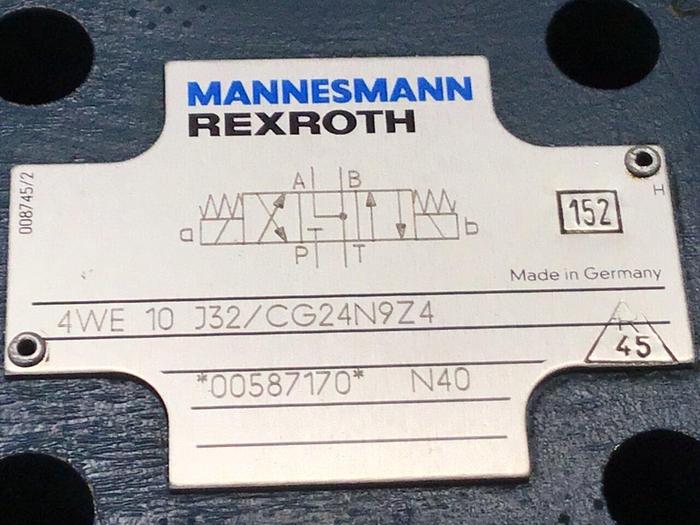 MANNESMANN
REXROTH
008745/2
A B
a b
P T
H
152
Made in Germany
4WE 10 J32/CG24N9Z4
R
45
*00587170* N40